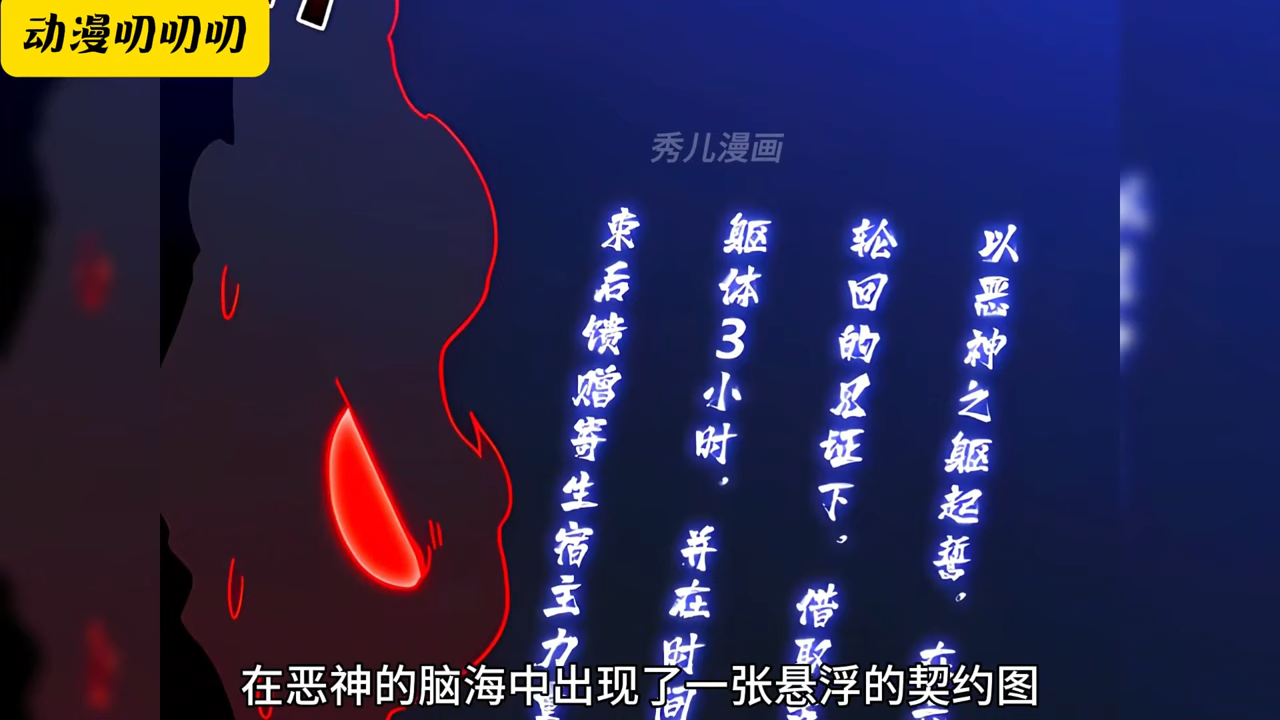 动漫叨叨叨
秀儿漫画
以恶神之躯起誓，在
轮回的见证下，借取
躯体3小时，并在时间
束后馈赠寄生宿主力
在恶神的脑海中出现了一张悬浮的契约图